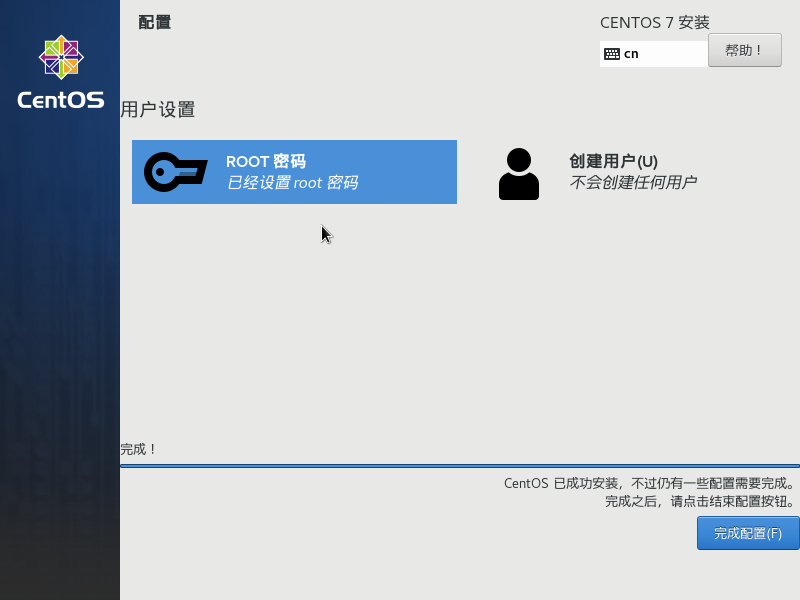 配置
CENTOS 7 安装
cn
帮助！
CentOS
用户设置
ROOT 密码
已经设置 root 密码
创建用户(U)
不会创建任何用户
完成！
CentOS 已成功安装，不过仍有一些配置需要完成。
完成之后，请点击结束配置按钮。
完成配置(F)